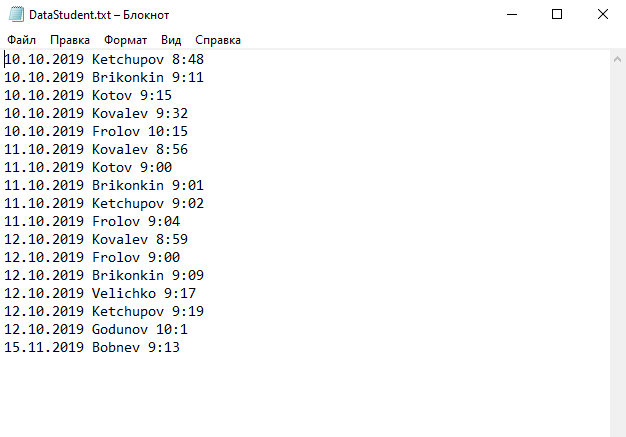 DataStudent.txt – Блокнот
Файл Правка Формат Вид Справка
10.10.2019 Ketchupov 8:48
10.10.2019 Brikonkin 9:11
10.10.2019 Kotov 9:15
10.10.2019 Kovalev 9:32
10.10.2019 Frolov 10:15
11.10.2019 Kovalev 8:56
11.10.2019 Kotov 9:00
11.10.2019 Brikonkin 9:01
11.10.2019 Ketchupov 9:02
11.10.2019 Frolov 9:04
12.10.2019 Kovalev 8:59
12.10.2019 Frolov 9:00
12.10.2019 Brikonkin 9:09
12.10.2019 Velichko 9:17
12.10.2019 Ketchupov 9:19
12.10.2019 Godunov 10:1
15.11.2019 Bobnev 9:13